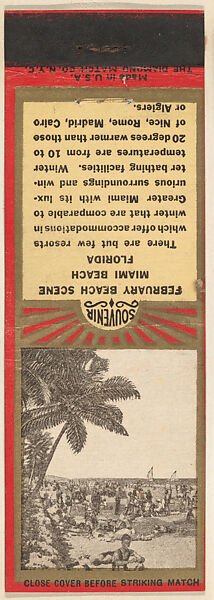 Made in U.S.A.
THE DIAMOND MATCH CO. N.Y.C.
SOUVENIR
FEBRUARY BEACH SCENE
MIAMI BEACH
FLORIDA
There are but few resorts
which offer accommodations in
winter that are comparable to
Greater Miami with its lux-
urious surroundings and win-
ter bathing facilities. Winter
temperatures are from 10 to
20 degrees warmer than those
of Nice, Rome, Madrid, Cairo
or Algiers.
CLOSE COVER BEFORE STRIKING MATCH